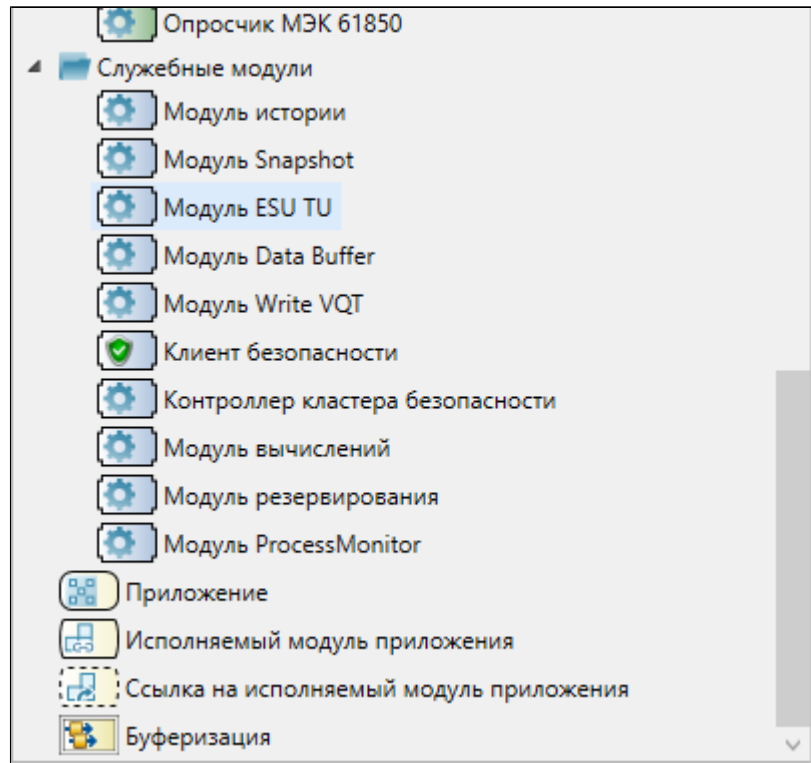 Опросчик МЭК 61850
Служебные модули
Модуль истории
Модуль Snapshot
Модуль ESU TU
Модуль Data Buffer
Модуль Write VQT
Клиент безопасности
Контроллер кластера безопасности
Модуль вычислений
Модуль резервирования
Модуль ProcessMonitor
Приложение
Исполняемый модуль приложения
Ссылка на исполняемый модуль приложения
Буферизация